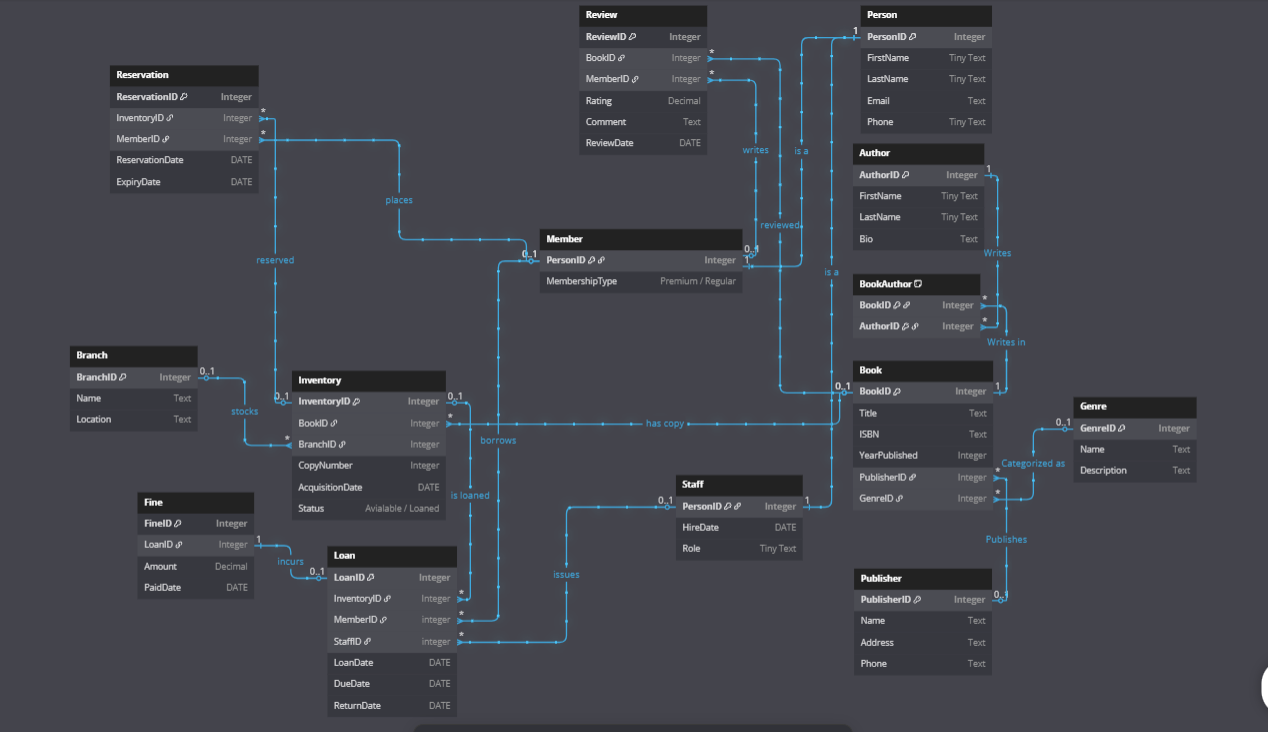 Review
ReviewID Integer
BookID Integer
MemberID Integer
Rating Decimal
Comment Text
ReviewDate DATE
*
*
Person
PersonID Integer
FirstName Tiny Text
LastName Tiny Text
Email Text
Phone Tiny Text
1
Reservation
ReservationID Integer
InventoryID Integer
MemberID Integer
ReservationDate DATE
ExpiryDate DATE
*
*
writes
is a
Author
AuthorID Integer
FirstName Tiny Text
LastName Tiny Text
Bio Text
1
places
reviewed
Member
PersonID Integer
MembershipType Premium / Regular
0..1
0..1
1
Writes
reserved
is a
BookAuthor
BookID Integer
AuthorID Integer
*
*
Writes in
Branch
BranchID Integer
Name Text
Location Text
0..1
stocks
Inventory
InventoryID Integer
BookID Integer
BranchID Integer
CopyNumber Integer
AcquisitionDate DATE
Status Avialable / Loaned
0..1
0..1
*
*
Book
BookID Integer
Title Text
ISBN Text
YearPublished Integer
PublisherID Integer
GenreID Integer
0..1
1
*
*
Genre
GenreID Integer
Name Text
Description Text
0..1
has copy
borrows
Categorized as
is loaned
Fine
FineID Integer
LoanID Integer
Amount Decimal
PaidDate DATE
1
incurs
Staff
PersonID Integer
HireDate DATE
Role Tiny Text
0..1
1
issues
Publishes
Loan
LoanID Integer
InventoryID Integer
MemberID integer
StaffID integer
LoanDate DATE
DueDate DATE
ReturnDate DATE
0..1
*
*
*
Publisher
PublisherID Integer
Name Text
Address Text
Phone Text
0..1